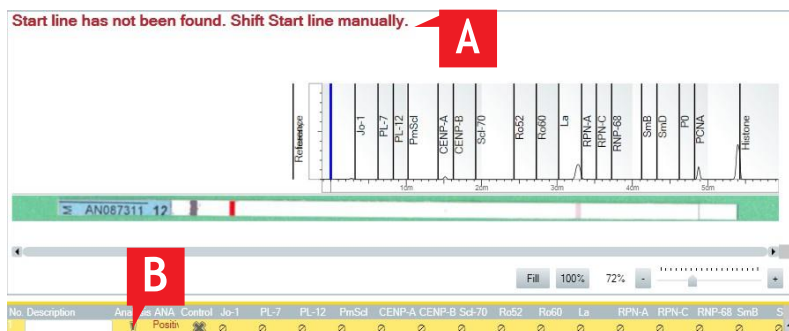 Start line has not been found. Shift Start line manually.
A
Reference
Jo-1
PL-7
PL-12
PmScl
CENP-A
CENP-B
Scl-70
Ro52
Ro60
La
RPN-A
RPN-C
RNP-68
SmB
SmD
P0
PCNA
Histone
10m
20m
30m
40m
50m
M AN087311 12
B
Fill 100% 72% - +
No. Description Analysis ANA Control Jo-1 PL-7 PL-12 PmScl CENP-A CENP-B Scl-70 Ro52 Ro60 La RPN-A RPN-C RNP-68 SmB S
Positiv